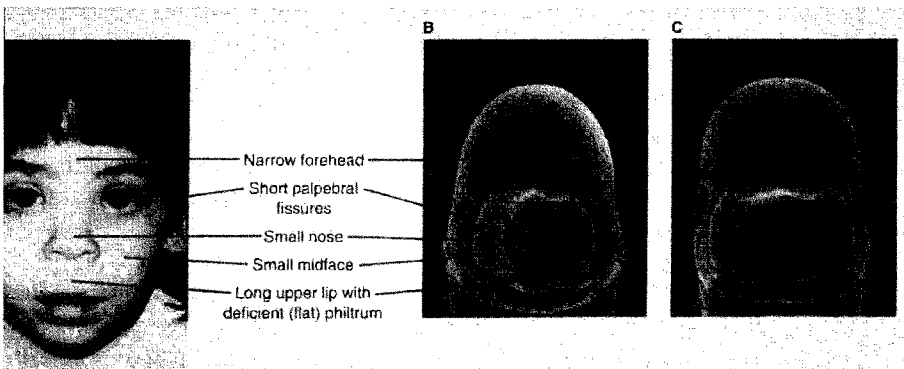 B
C
Narrow forehead
Short palpebral
fissures
Small nose
Small midface
Long upper lip with
deficient (flat) philtrum